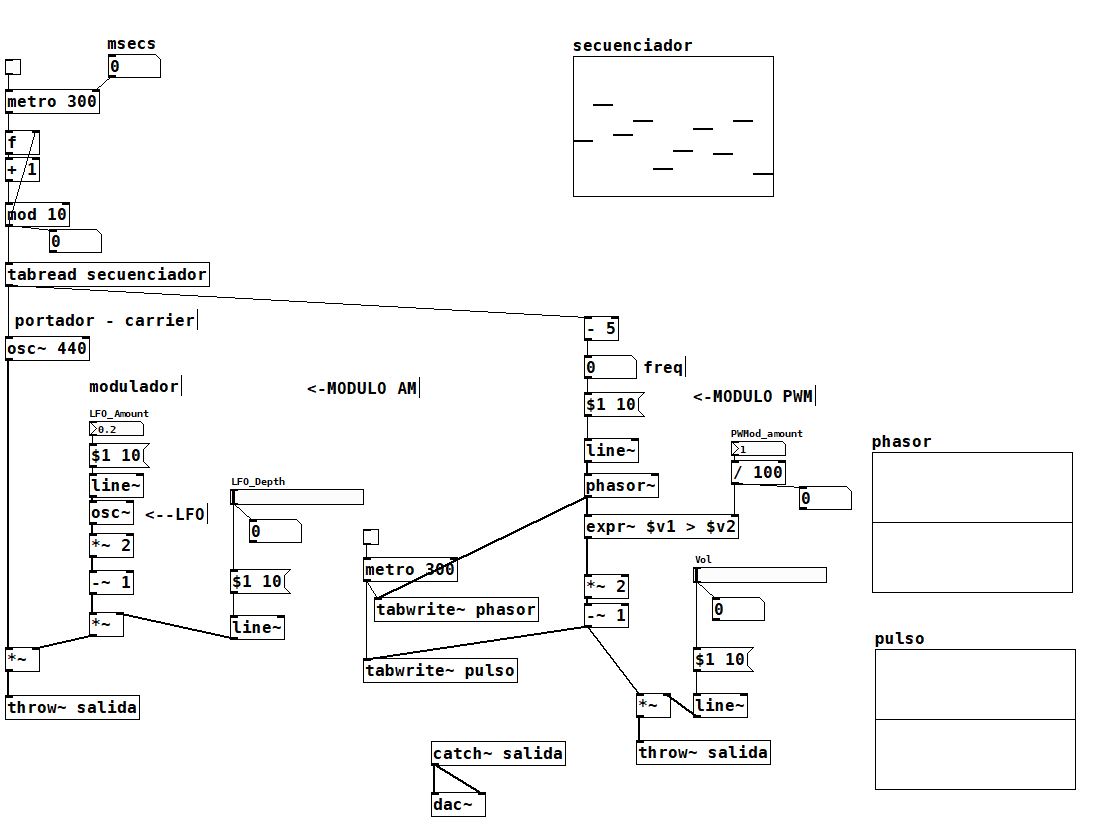 msecs
0
metro 300
f
+ 1
mod 10
0
tabread secuenciador
portador - carrier
osc~ 440
modulador
<-MODULO AM
LFO_Amount
0.2
$1 10
line~
osc~
<--LFO
*~ 2
-~ 1
*~
*~
throw~ salida
LFO_Depth
0
$1 10
line~
metro 300
tabwrite~ phasor
tabwrite~ pulso
catch~ salida
dac~
secuenciador
- 5
0
freq
$1 10
<-MODULO PWM
line~
PWMod_amount
1
/ 100
0
phasor~
expr~ $v1 > $v2
*~ 2
-~ 1
Vol
0
$1 10
line~
*~
throw~ salida
phasor
pulso